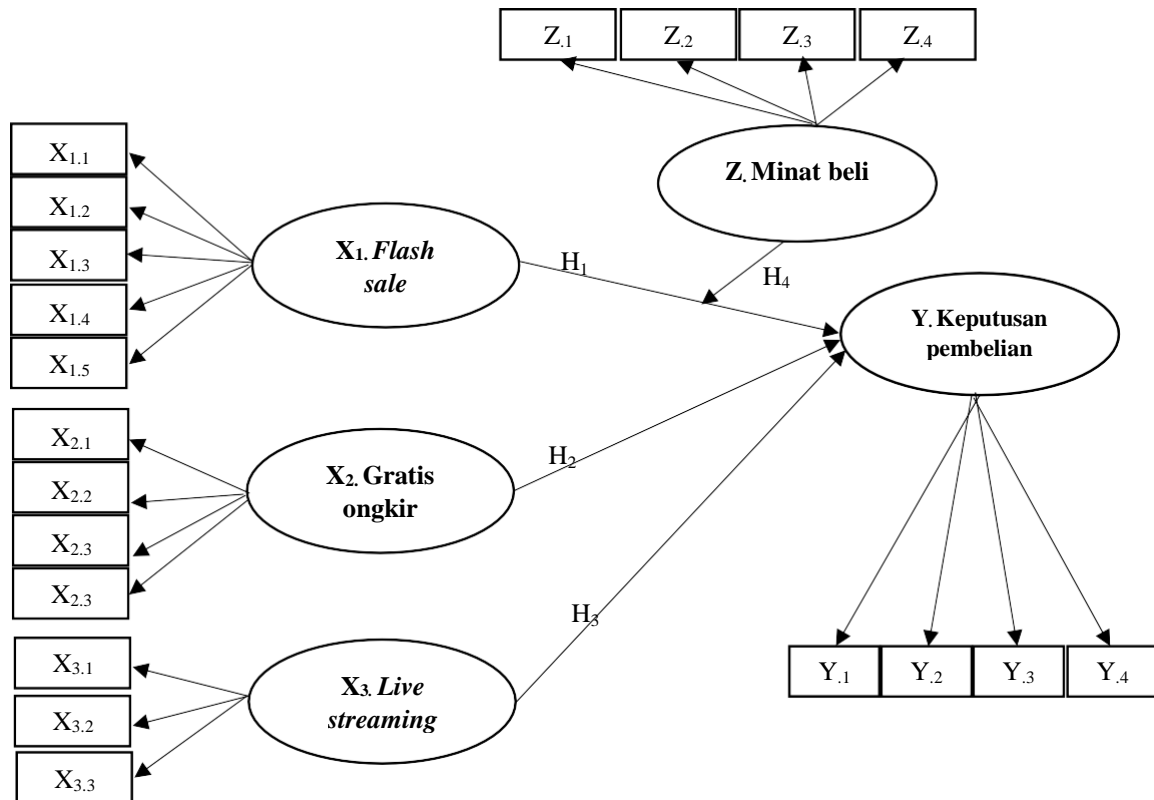 Z.1 Z.2 Z.3 Z.4
Z. Minat beli
X1.1
X1.2
X1.3
X1.4
X1.5
X1. Flash
sale
H1
H4
Y. Keputusan
pembelian
X2.1
X2.2
X2.3
X2.3
X2. Gratis
ongkir
H2
X3.1
X3.2
X3.3
X3. Live
streaming
H3
Y.1 Y.2 Y.3 Y.4